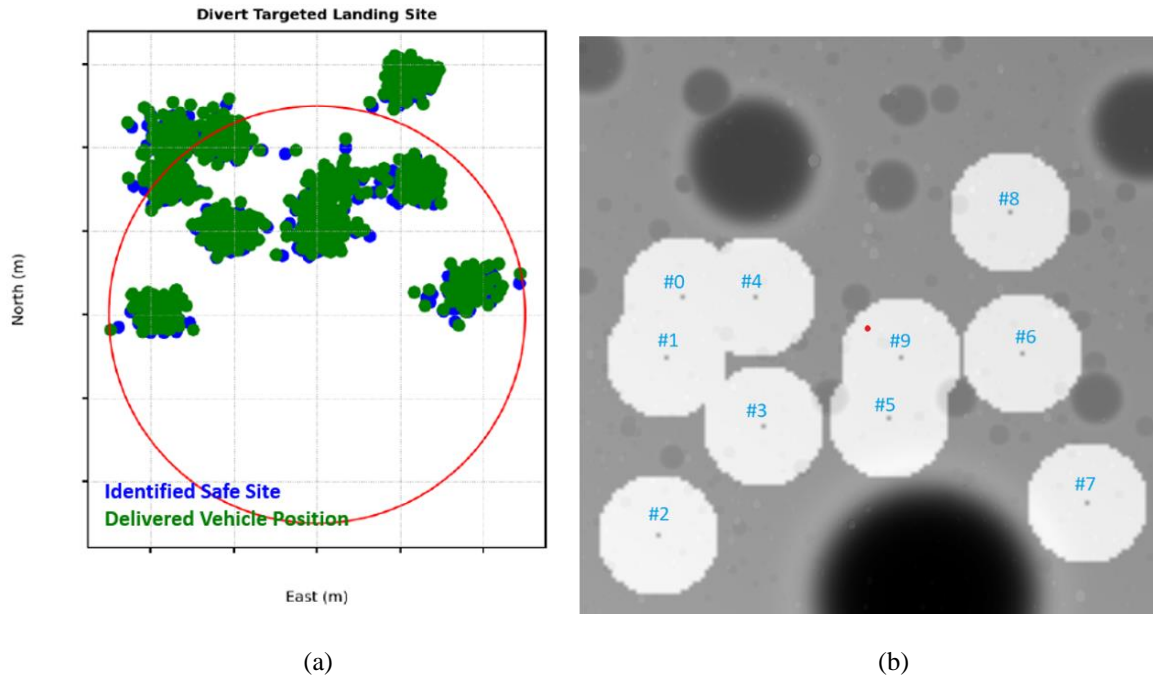 Divert Targeted Landing Site
North (m)
Identified Safe Site
Delivered Vehicle Position
East (m)
(a)
#8
#0
#4
#1
#9
#6
#3
#5
#7
#2
(b)